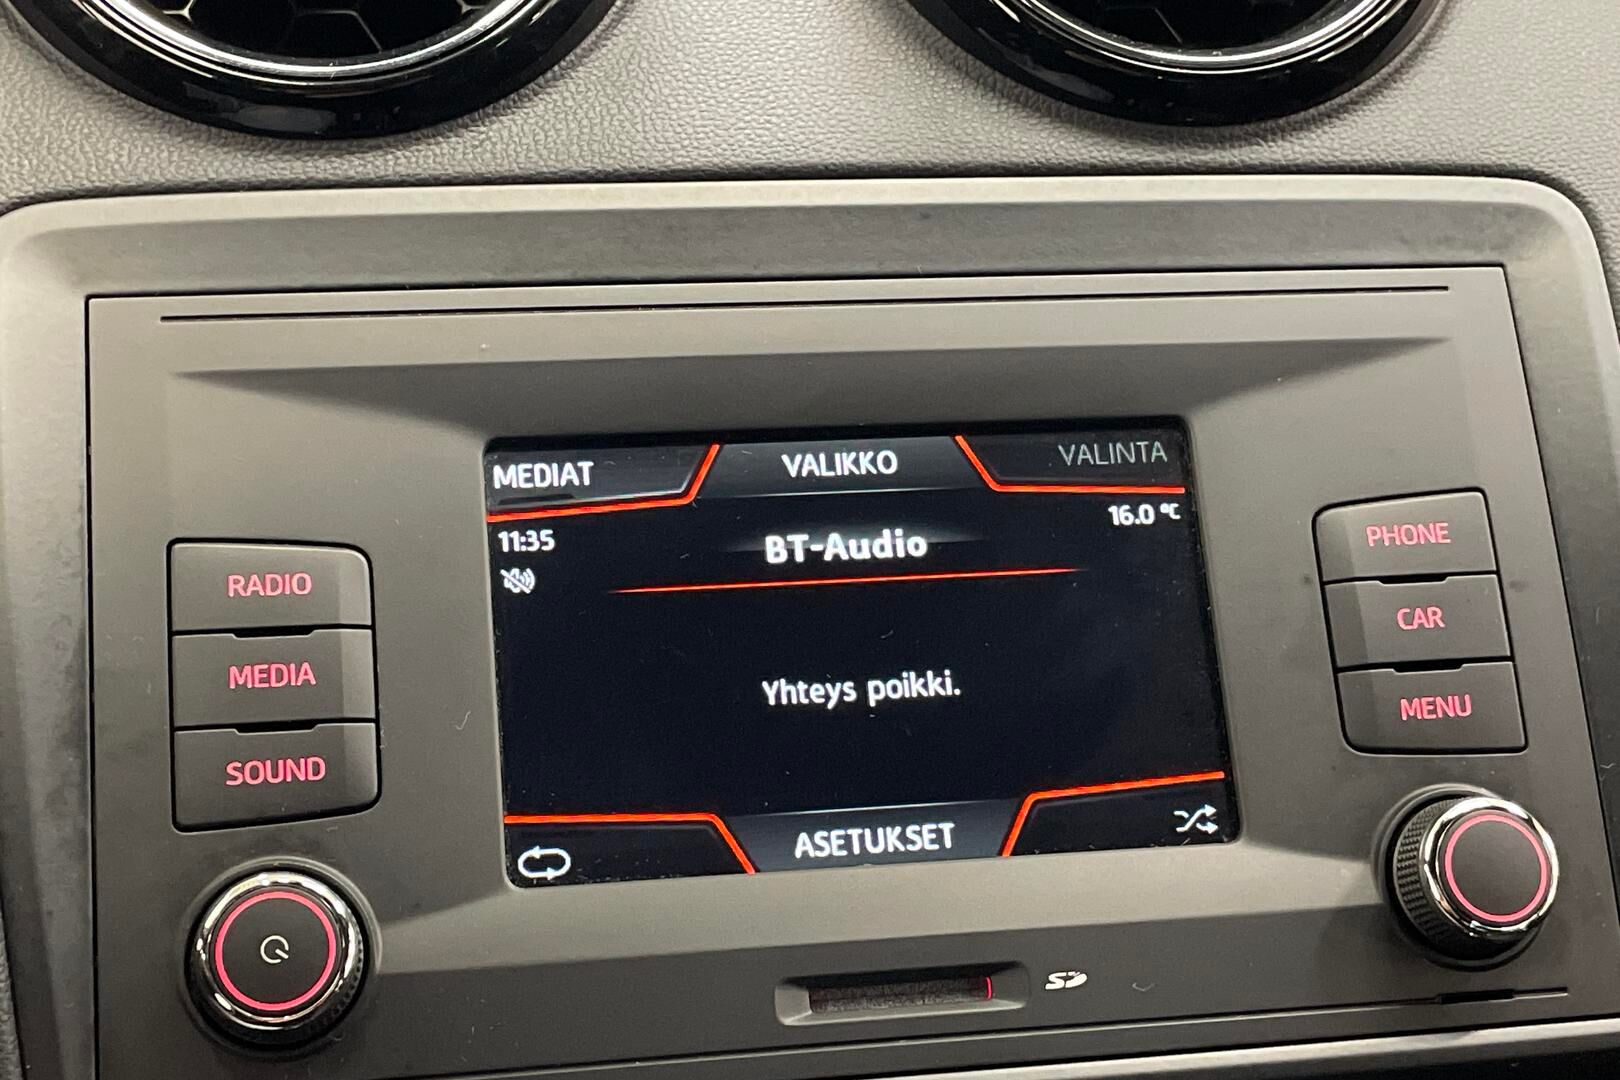 MEDIAT
VALIKKO
VALINTA
11:35
BT-Audio
16.0 °C
Yhteys poikki.
ASETUKSET
RADIO
MEDIA
SOUND
PHONE
CAR
MENU
SD